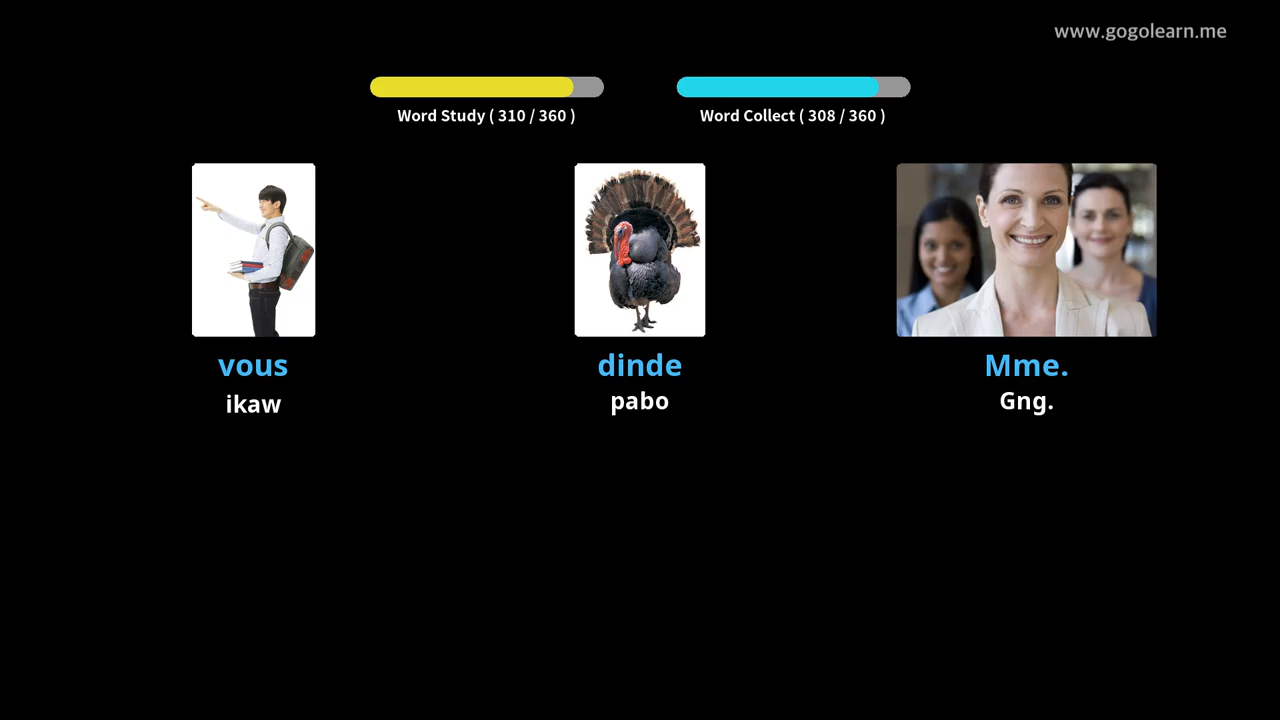 www.gogolearn.me
Word Study ( 310 / 360 )
Word Collect ( 308 / 360 )
vous
ikaw
dinde
pabo
Mme.
Gng.